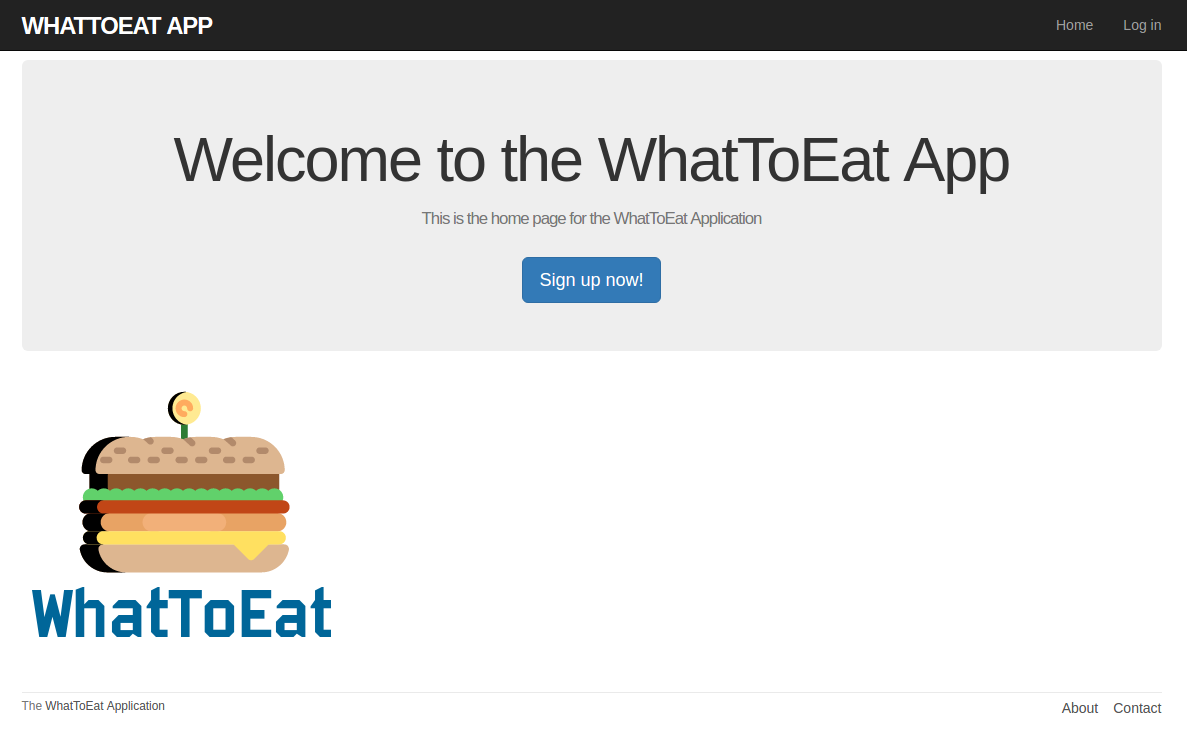 WHATTOEAT APP
Home
Log in
Welcome to the WhatToEat App
This is the home page for the WhatToEat Application
Sign up now!
WhatToEat
The WhatToEat Application
About
Contact